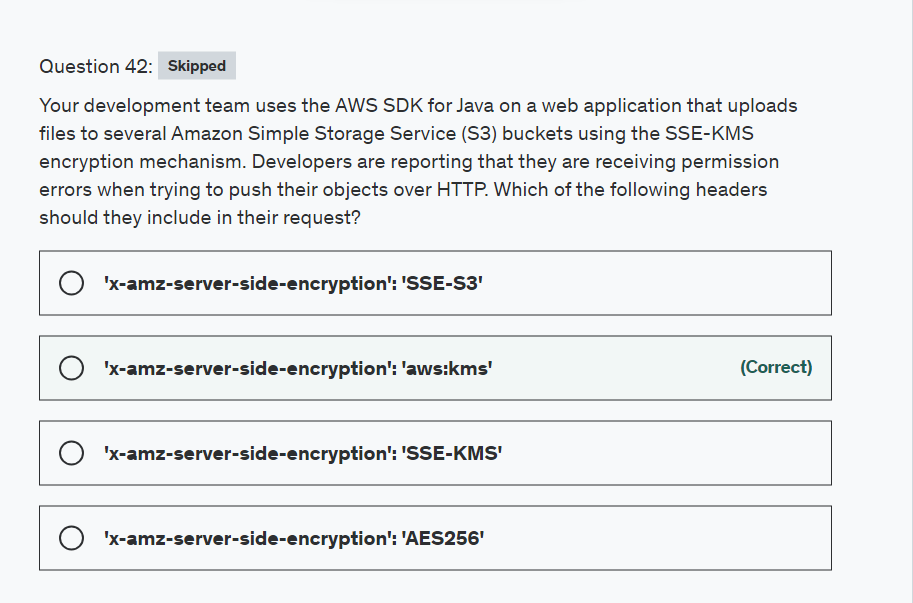 Question 42: Skipped
Your development team uses the AWS SDK for Java on a web application that uploads
files to several Amazon Simple Storage Service (S3) buckets using the SSE-KMS
encryption mechanism. Developers are reporting that they are receiving permission
errors when trying to push their objects over HTTP. Which of the following headers
should they include in their request?
'x-amz-server-side-encryption': 'SSE-S3'
'x-amz-server-side-encryption': 'aws:kms' (Correct)
'x-amz-server-side-encryption': 'SSE-KMS'
'x-amz-server-side-encryption': 'AES256'